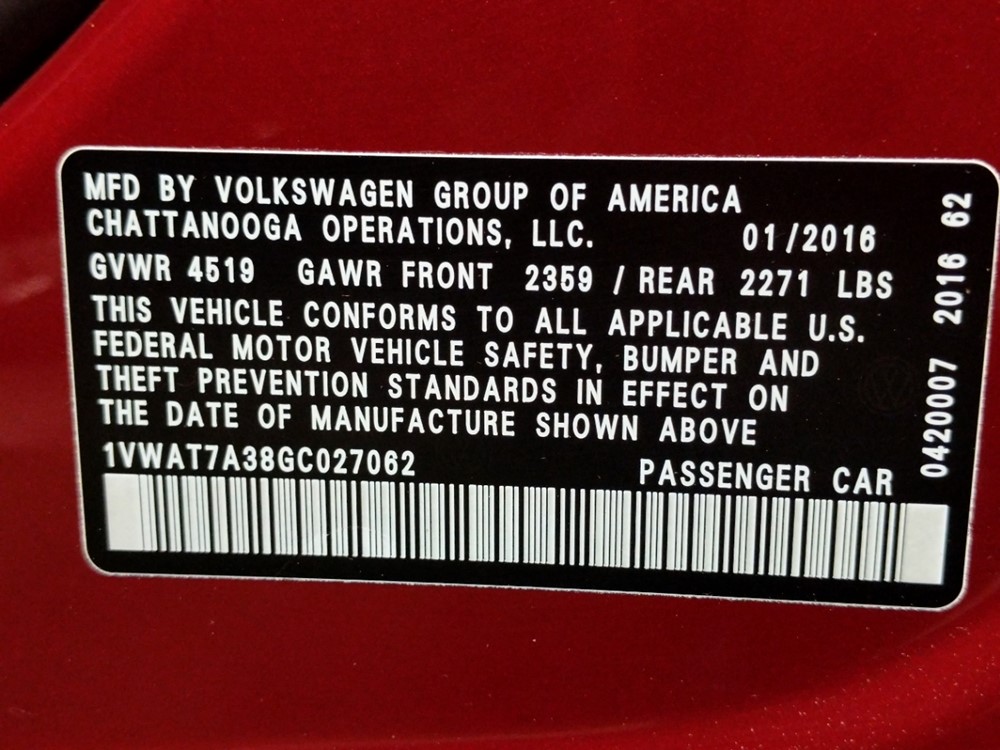 MFD BY VOLKSWAGEN GROUP OF AMERICA
CHATTANOOGA OPERATIONS, LLC. 01/2016
GVWR 4519 GAWR FRONT 2359 / REAR 2271 LBS
THIS VEHICLE CONFORMS TO ALL APPLICABLE U.S.
FEDERAL MOTOR VEHICLE SAFETY, BUMPER AND
THEFT PREVENTION STANDARDS IN EFFECT ON
THE DATE OF MANUFACTURE SHOWN ABOVE
1VWAT7A38GC027062 PASSENGER CAR
0420007 2016 62